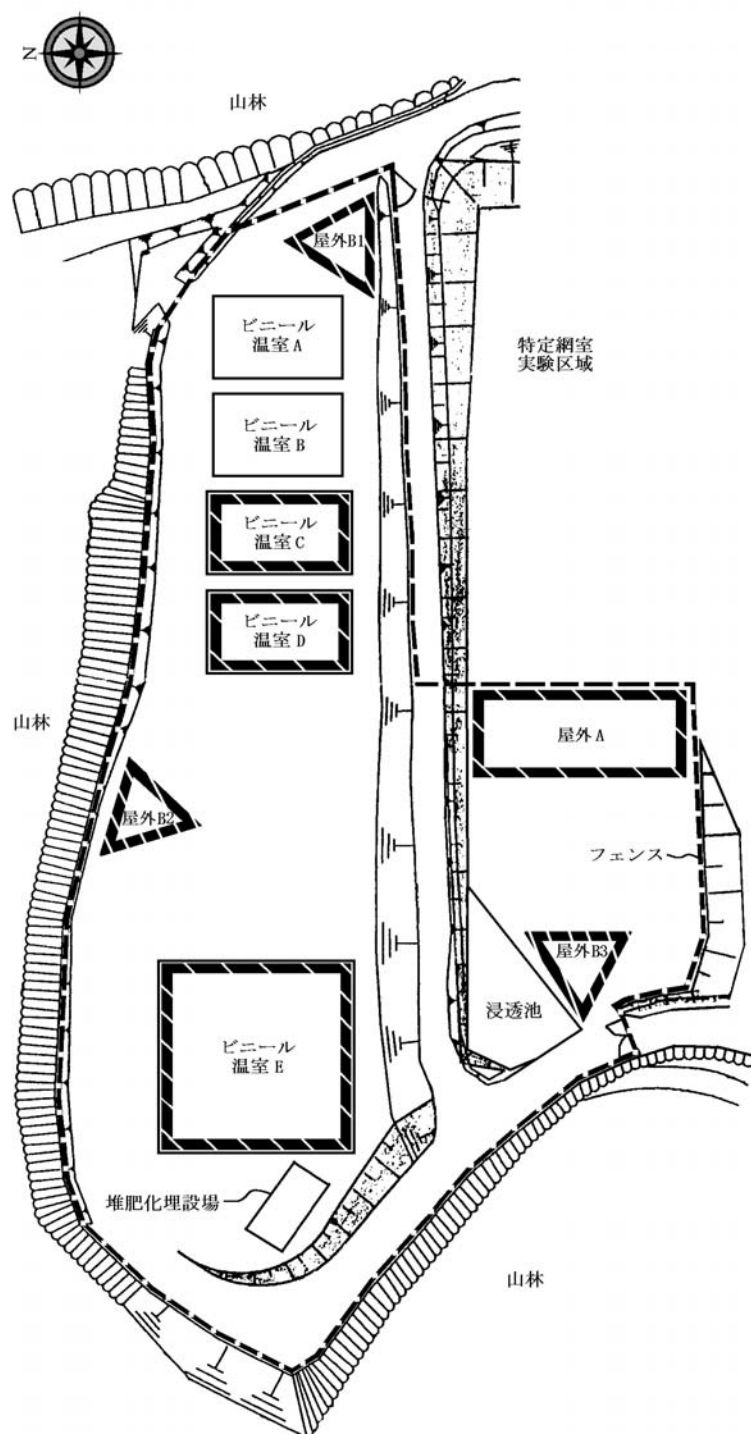 N
山林
屋外B1
ビニール
温室 A
特定網室
実験区域
ビニール
温室 B
ビニール
温室 C
ビニール
温室 D
山林
屋外 A
屋外B2
フェンス
屋外B3
浸透池
ビニール
温室 E
堆肥化埋設場
山林